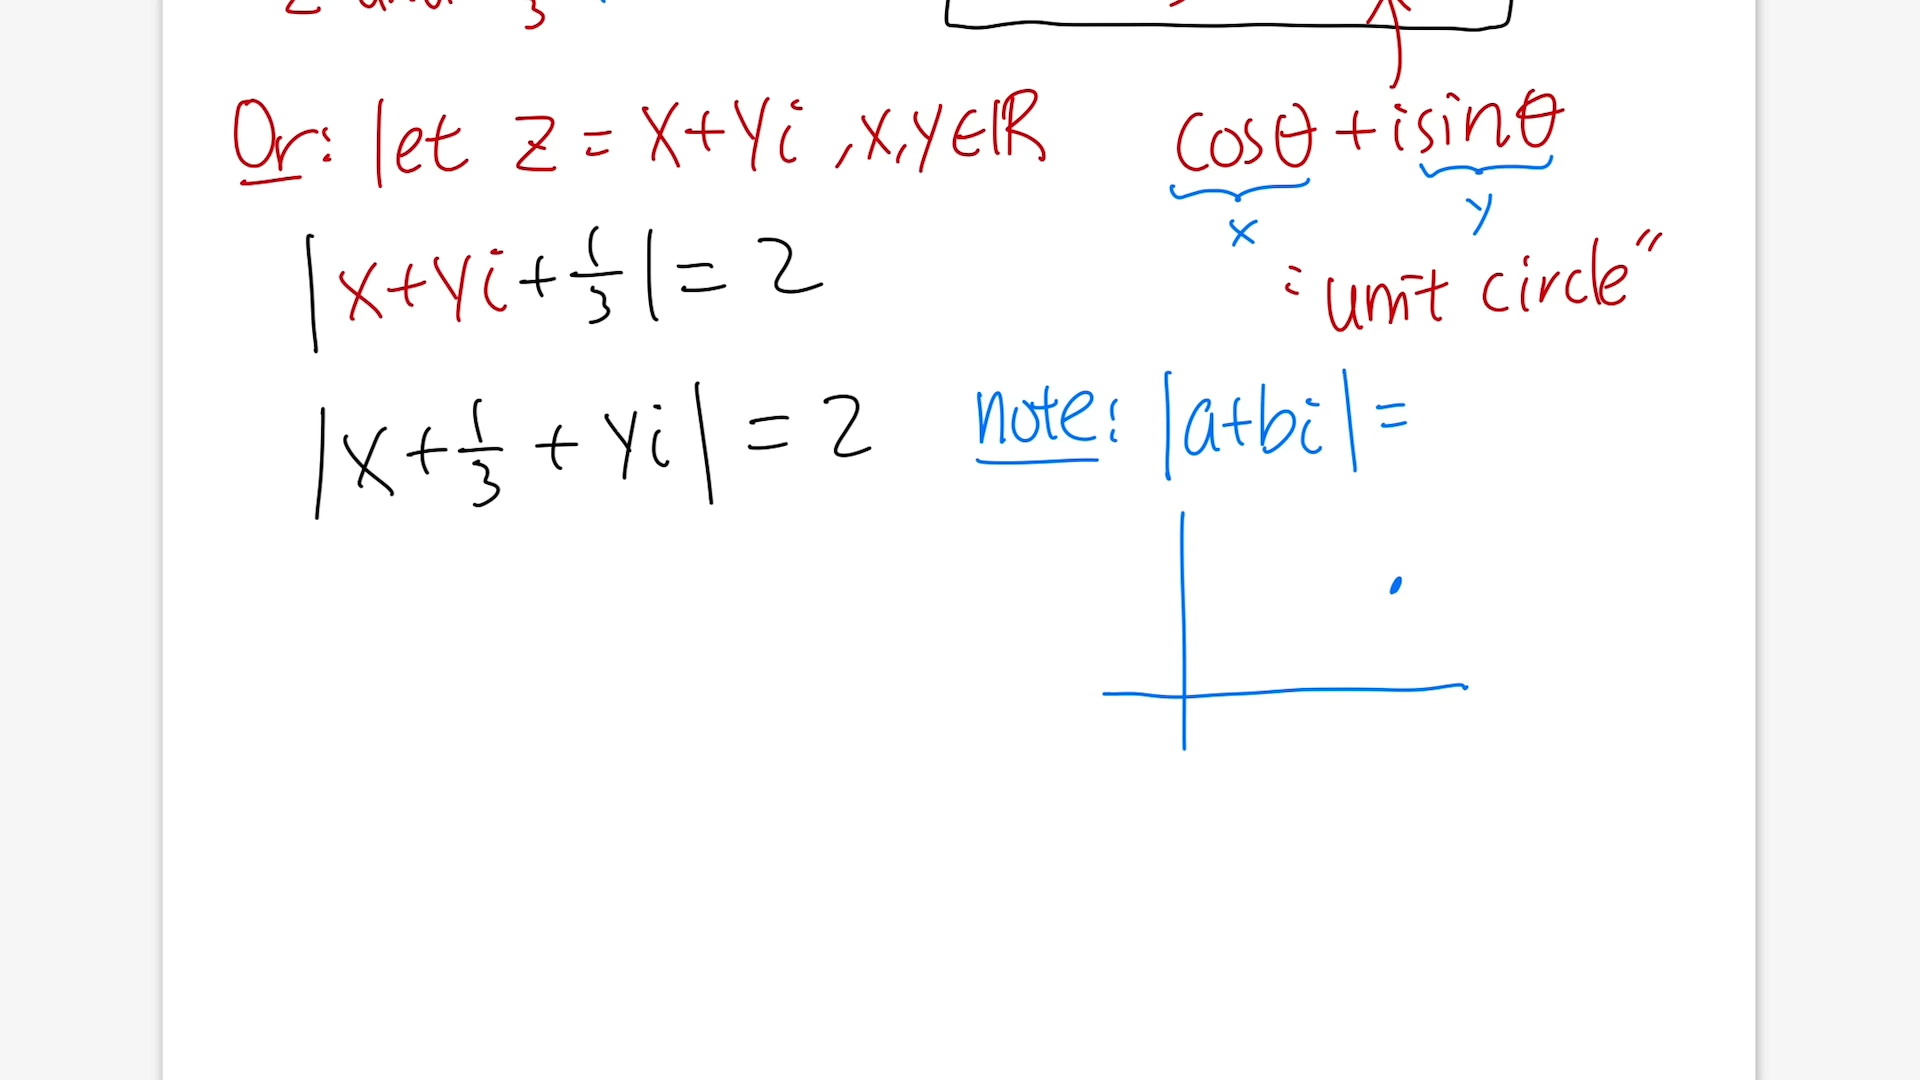 Or: let z = x+yi, x,y∈ℝ
cosθ + isinθ
x
y
"unit circle"
|x+yi+1/3| = 2
|x+1/3 + yi| = 2
note: |a+bi| =